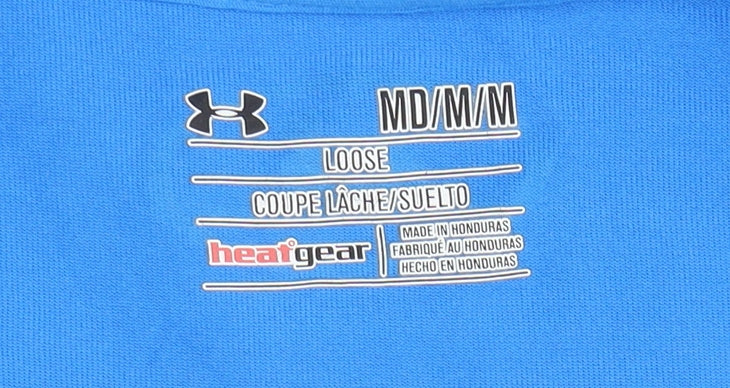 MD/M/M
LOOSE
COUPE LÂCHE/SUELTO
heatgear
MADE IN HONDURAS
FABRIQUÉ AU HONDURAS
HECHO EN HONDURAS